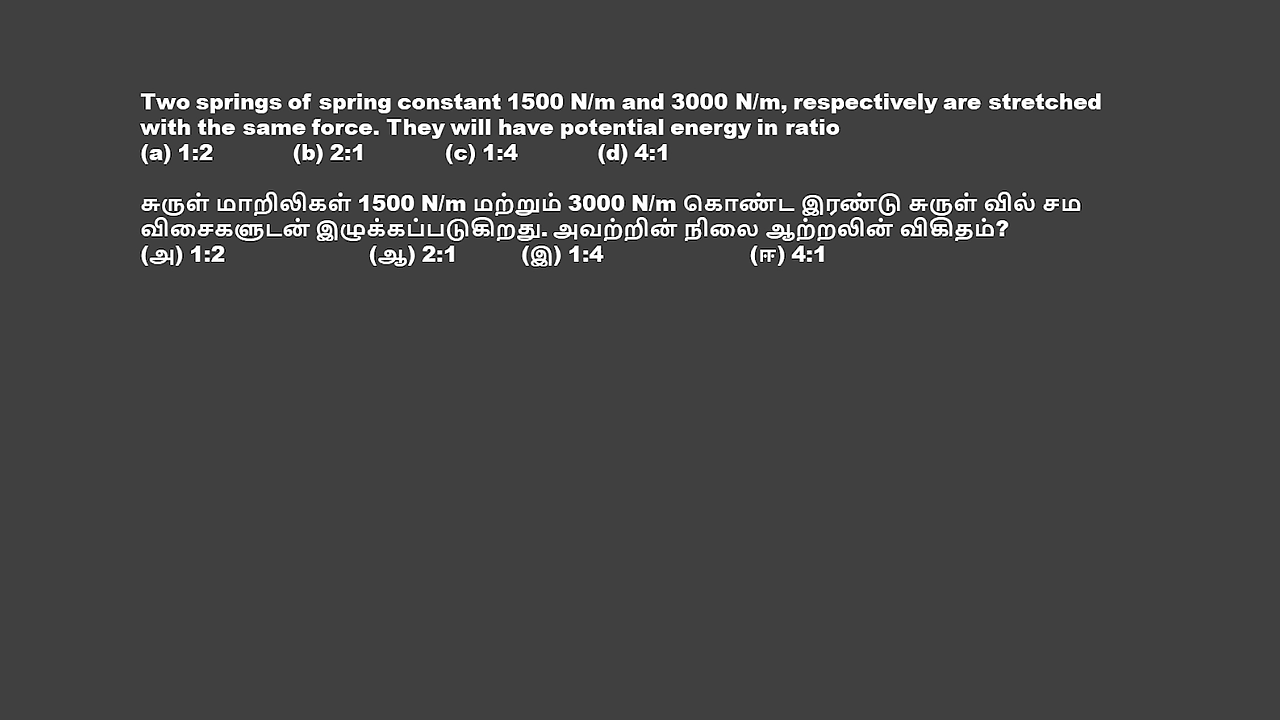 Two springs of spring constant 1500 N/m and 3000 N/m, respectively are stretched
with the same force. They will have potential energy in ratio
(a) 1:2 (b) 2:1 (c) 1:4 (d) 4:1
சுருள் மாறிலிகள் 1500 N/m மற்றும் 3000 N/m கொண்ட இரண்டு சுருள் வில் சம
விசைகளுடன் இழுக்கப்படுகிறது. அவற்றின் நிலை ஆற்றலின் விகிதம்?
(அ) 1:2 (ஆ) 2:1 (இ) 1:4 (ஈ) 4:1